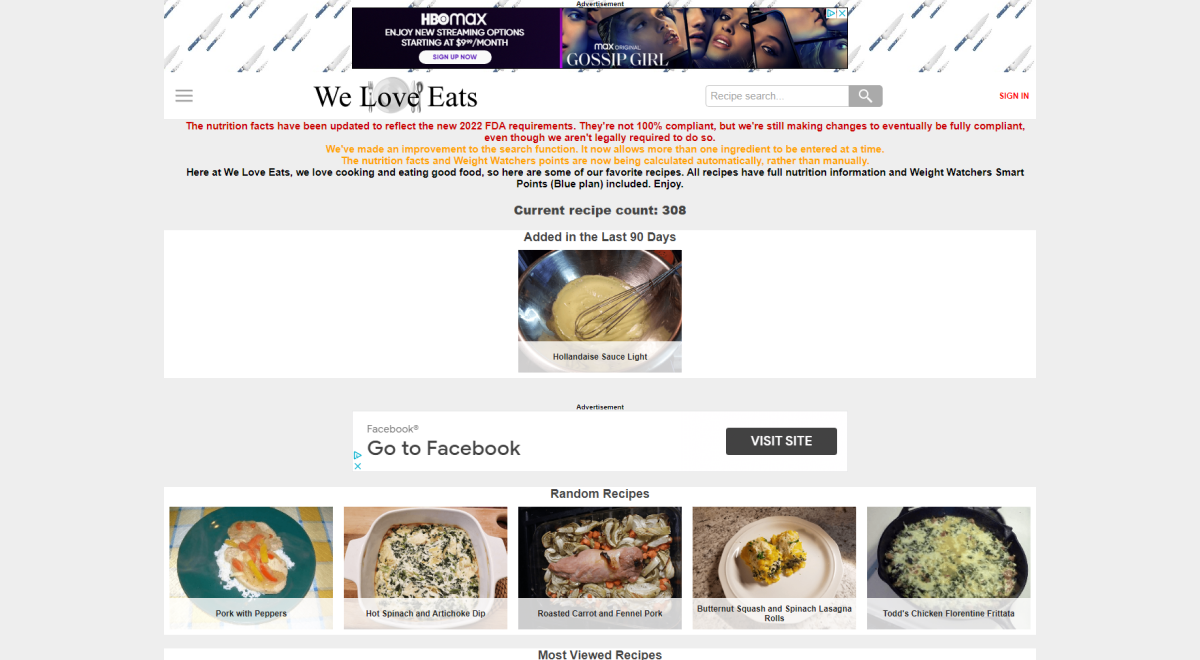 Advertisement
HBOMAX
ENJOY NEW STREAMING OPTIONS
STARTING AT $9⁹⁹/MONTH
SIGN UP NOW
max ORIGINAL
GOSSIP GIRL
We Love Eats
Recipe search...
SIGN IN
The nutrition facts have been updated to reflect the new 2022 FDA requirements. They're not 100% compliant, but we're still making changes to eventually be fully compliant,
even though we aren't legally required to do so.
We've made an improvement to the search function. It now allows more than one ingredient to be entered at a time.
The nutrition facts and Weight Watchers points are now being calculated automatically, rather than manually.
Here at We Love Eats, we love cooking and eating good food, so here are some of our favorite recipes. All recipes have full nutrition information and Weight Watchers Smart
Points (Blue plan) included. Enjoy.
Current recipe count: 308
Added in the Last 90 Days
Hollandaise Sauce Light
Advertisement
Facebook®
Go to Facebook
VISIT SITE
Random Recipes
Pork with Peppers
Hot Spinach and Artichoke Dip
Roasted Carrot and Fennel Pork
Butternut Squash and Spinach Lasagna
Rolls
Todd's Chicken Florentine Frittata
Most Viewed Recipes